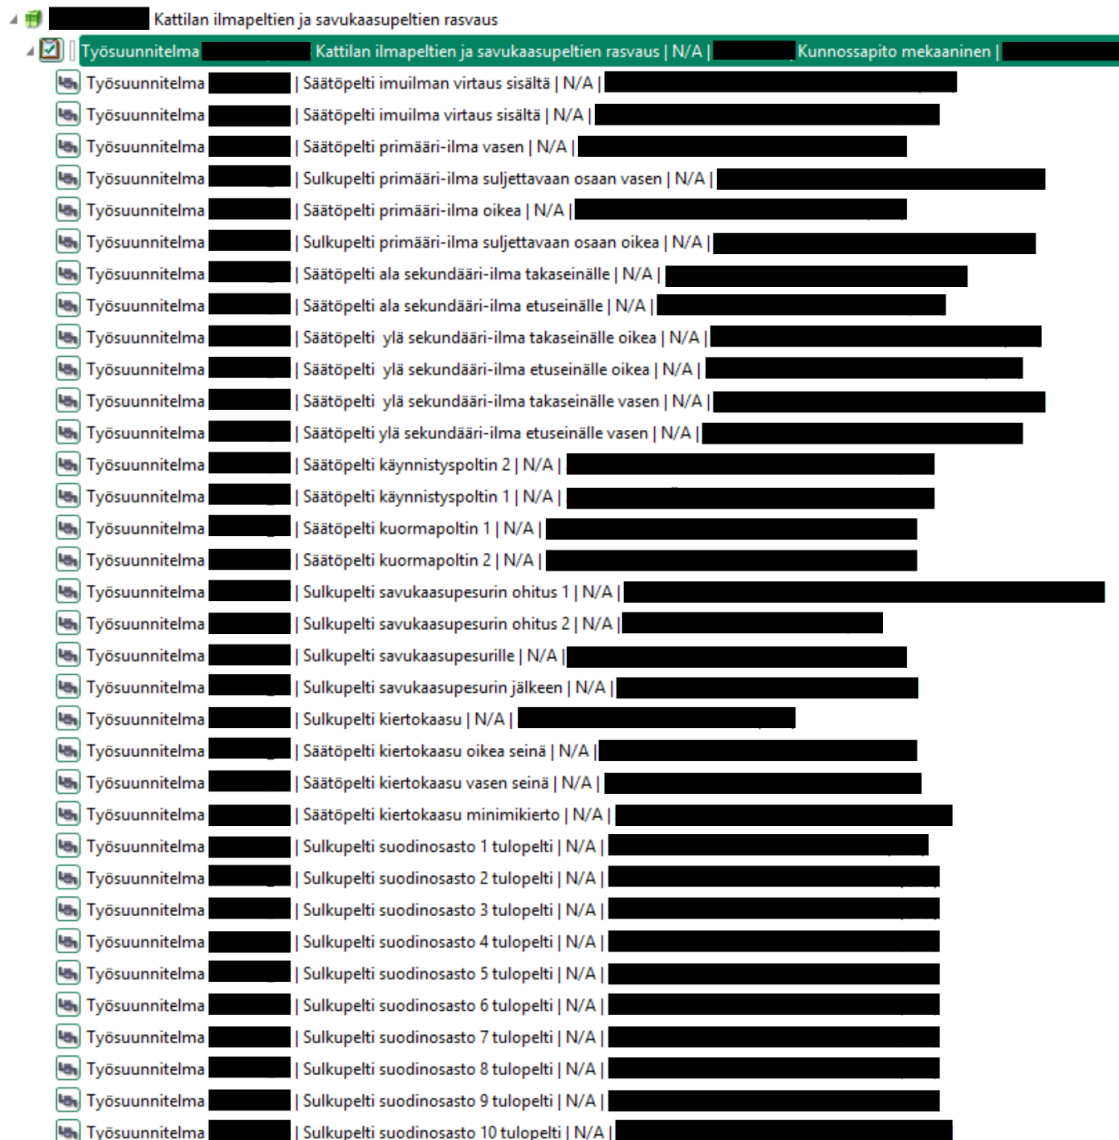 Kattilan ilmapeltien ja savukaasupeltien rasvaus
Työsuunnitelma Kattilan ilmapeltien ja savukaasupeltien rasvaus | N/A | Kunnossapito mekaaninen |
Työsuunnitelma | Säätöpelti imuilman virtaus sisältä | N/A |
Työsuunnitelma | Säätöpelti imuilma virtaus sisältä | N/A |
Työsuunnitelma | Säätöpelti primääri-ilma vasen | N/A |
Työsuunnitelma | Sulkupelti primääri-ilma suljettavaan osaan vasen | N/A |
Työsuunnitelma | Säätöpelti primääri-ilma oikea | N/A |
Työsuunnitelma | Sulkupelti primääri-ilma suljettavaan osaan oikea | N/A |
Työsuunnitelma | Säätöpelti ala sekundääri-ilma takaseinälle | N/A |
Työsuunnitelma | Säätöpelti ala sekundääri-ilma etuseinälle | N/A |
Työsuunnitelma | Säätöpelti  ylä sekundääri-ilma takaseinälle oikea | N/A |
Työsuunnitelma | Säätöpelti  ylä sekundääri-ilma etuseinälle oikea | N/A |
Työsuunnitelma | Säätöpelti  ylä sekundääri-ilma takaseinälle vasen | N/A |
Työsuunnitelma | Säätöpelti ylä sekundääri-ilma etuseinälle vasen | N/A |
Työsuunnitelma | Säätöpelti käynnistyspoltin 2 | N/A |
Työsuunnitelma | Säätöpelti käynnistyspoltin 1 | N/A |
Työsuunnitelma | Säätöpelti kuormapoltin 1 | N/A |
Työsuunnitelma | Säätöpelti kuormapoltin 2 | N/A |
Työsuunnitelma | Sulkupelti savukaasupesurin ohitus 1 | N/A |
Työsuunnitelma | Sulkupelti savukaasupesurin ohitus 2 | N/A |
Työsuunnitelma | Sulkupelti savukaasupesurille | N/A |
Työsuunnitelma | Sulkupelti savukaasupesurin jälkeen | N/A |
Työsuunnitelma | Sulkupelti kiertokaasu | N/A |
Työsuunnitelma | Säätöpelti kiertokaasu oikea seinä | N/A |
Työsuunnitelma | Säätöpelti kiertokaasu vasen seinä | N/A |
Työsuunnitelma | Säätöpelti kiertokaasu minimikierto | N/A |
Työsuunnitelma | Sulkupelti suodinosasto 1 tulopelti | N/A |
Työsuunnitelma | Sulkupelti suodinosasto 2 tulopelti | N/A |
Työsuunnitelma | Sulkupelti suodinosasto 3 tulopelti | N/A |
Työsuunnitelma | Sulkupelti suodinosasto 4 tulopelti | N/A |
Työsuunnitelma | Sulkupelti suodinosasto 5 tulopelti | N/A |
Työsuunnitelma | Sulkupelti suodinosasto 6 tulopelti | N/A |
Työsuunnitelma | Sulkupelti suodinosasto 7 tulopelti | N/A |
Työsuunnitelma | Sulkupelti suodinosasto 8 tulopelti | N/A |
Työsuunnitelma | Sulkupelti suodinosasto 9 tulopelti | N/A |
Työsuunnitelma | Sulkupelti suodinosasto 10 tulopelti | N/A |